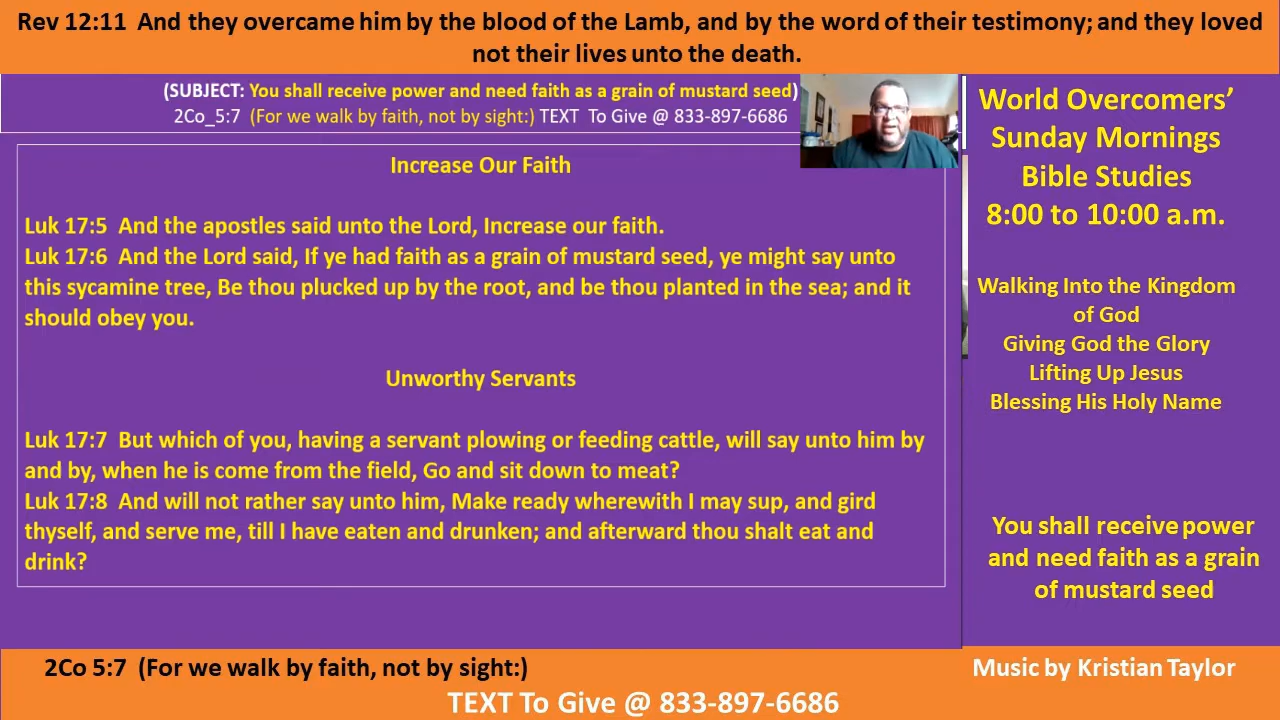 Rev 12:11 And they overcame him by the blood of the Lamb, and by the word of their testimony; and they loved
not their lives unto the death.
(SUBJECT: You shall receive power and need faith as a grain of mustard seed)
2Co_5:7 (For we walk by faith, not by sight:) TEXT To Give @ 833-897-6686
Increase Our Faith
Luk 17:5 And the apostles said unto the Lord, Increase our faith.
Luk 17:6 And the Lord said, If ye had faith as a grain of mustard seed, ye might say unto
this sycamine tree, Be thou plucked up by the root, and be thou planted in the sea; and it
should obey you.
Unworthy Servants
Luk 17:7 But which of you, having a servant plowing or feeding cattle, will say unto him by
and by, when he is come from the field, Go and sit down to meat?
Luk 17:8 And will not rather say unto him, Make ready wherewith I may sup, and gird
thyself, and serve me, till I have eaten and drunken; and afterward thou shalt eat and
drink?
World Overcomers'
Sunday Mornings
Bible Studies
8:00 to 10:00 a.m.
Walking Into the Kingdom
of God
Giving God the Glory
Lifting Up Jesus
Blessing His Holy Name
You shall receive power
and need faith as a grain
of mustard seed
2Co 5:7 (For we walk by faith, not by sight:)
Music by Kristian Taylor
TEXT To Give @ 833-897-6686